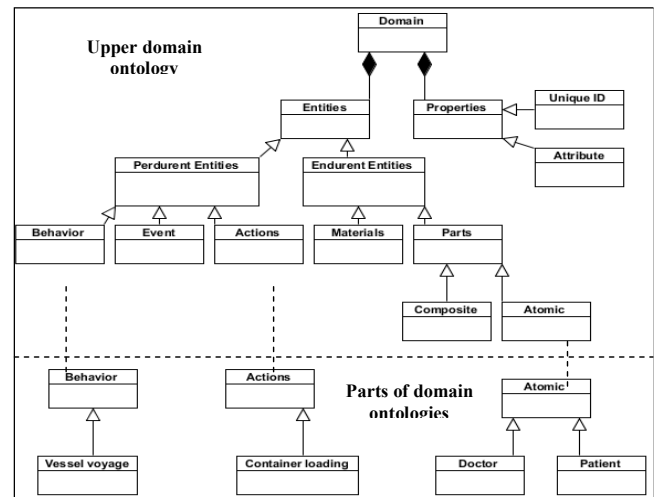 Domain
Upper domain
ontology
Entities
Properties
Unique ID
Attribute
Perdurent Entities
Endurent Entities
Behavior
Event
Actions
Materials
Parts
Composite
Atomic
Behavior
Actions
Parts of domain
ontologies
Atomic
Vessel voyage
Container loading
Doctor
Patient